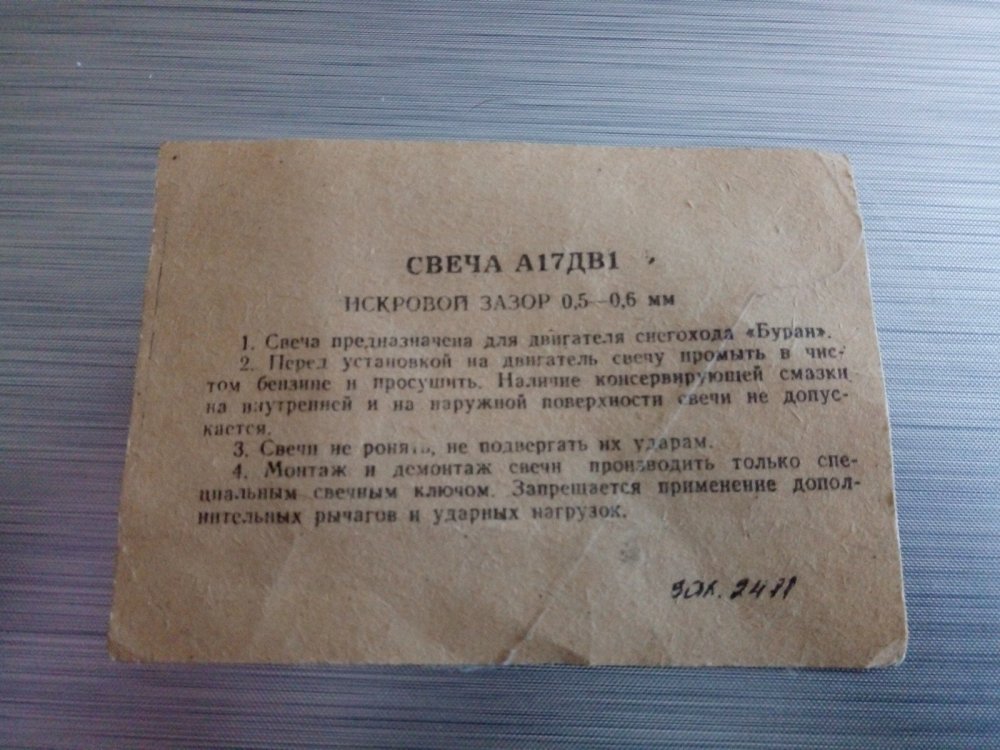 СВЕЧА А17ДВ1
ИСКРОВОЙ ЗАЗОР 0,5—0,6 мм
1. Свеча предназначена для двигателя снегохода «Буран».
2. Перед установкой на двигатель свечу промыть в чис-
том бензине и просушить. Наличие консервирующей смазки
на внутренней и на наружной поверхности свечи не допус-
кается.
3. Свечи не ронять, не подвергать их ударам.
4. Монтаж и демонтаж свечи производить только спе-
циальным свечным ключом. Запрещается применение допол-
нительных рычагов и ударных нагрузок.
зак. 2411